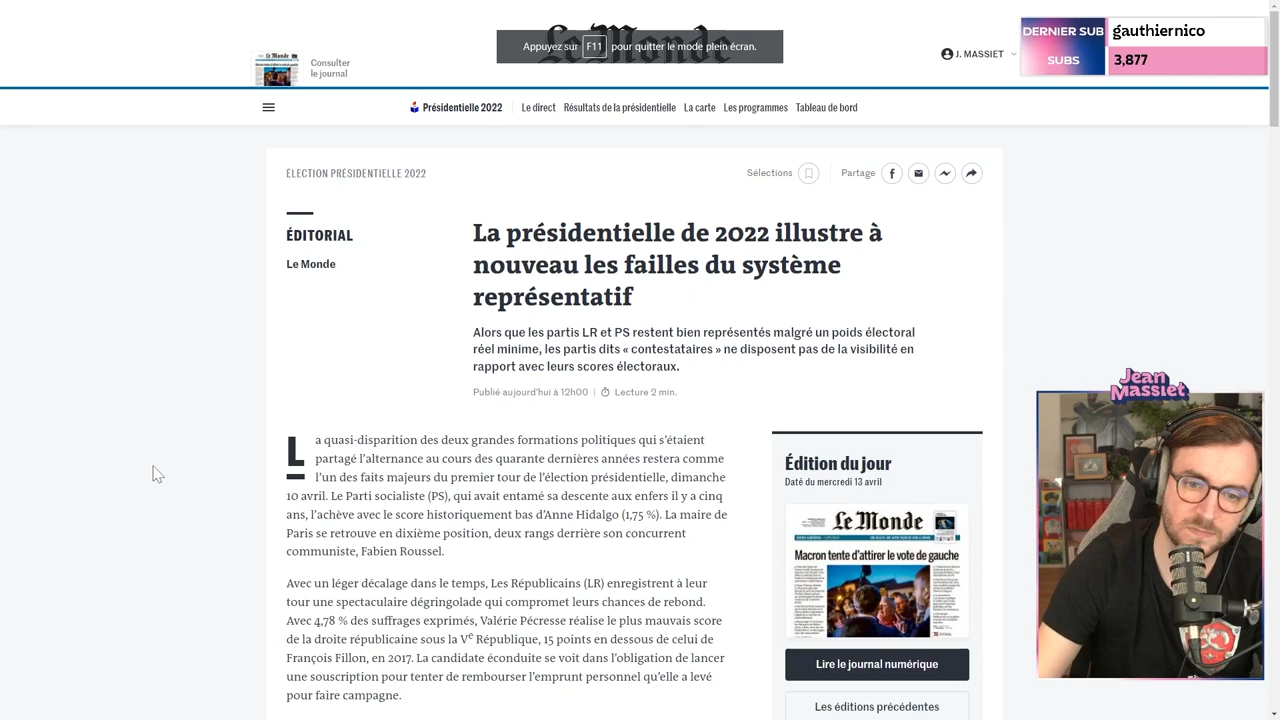 Le Monde
Appuyez sur F11 pour quitter le mode plein écran.
Consulter
le journal
J. MASSIET
DERNIER SUB
gauthiernico
SUBS
3,877
Présidentielle 2022
Le direct
Résultats de la présidentielle
La carte
Les programmes
Tableau de bord
ÉLECTION PRÉSIDENTIELLE 2022
Sélections
Partage
ÉDITORIAL
Le Monde
La présidentielle de 2022 illustre à
nouveau les failles du système
représentatif
Alors que les partis LR et PS restent bien représentés malgré un poids électoral
réel minime, les partis dits « contestataires » ne disposent pas de la visibilité en
rapport avec leurs scores électoraux.
Publié aujourd'hui à 12h00 | Lecture 2 min.
La quasi-disparition des deux grandes formations politiques qui s'étaient
partagé l'alternance au cours des quarante dernières années restera comme
l'un des faits majeurs du premier tour de l'élection présidentielle, dimanche
10 avril. Le Parti socialiste (PS), qui avait entamé sa descente aux enfers il y a cinq
ans, l'achève avec le score historiquement bas d'Anne Hidalgo (1,75 %). La maire de
Paris se retrouve en dixième position, deux rangs derrière son concurrent
communiste, Fabien Roussel.
Avec un léger décalage dans le temps, Les Républicains (LR) enregistrent à leur
tour une spectaculaire dégringolade qui compromet leurs chances de rebond.
Avec 4,78 % des suffrages exprimés, Valérie Pécresse réalise le plus mauvais score
de la droite républicaine sous la Ve République, 15 points en dessous de celui de
François Fillon, en 2017. La candidate éconduite se voit dans l'obligation de lancer
une souscription pour tenter de rembourser l'emprunt personnel qu'elle a levé
pour faire campagne.
Édition du jour
Daté du mercredi 13 avril
Le Monde
Macron tente d'attirer le vote de gauche
Lire le journal numérique
Les éditions précédentes
Jean
Massiet